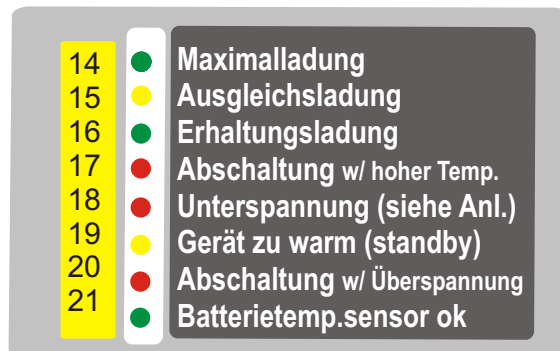 14 Maximalladung
15 Ausgleichsladung
16 Erhaltungsladung
17 Abschaltung w/ hoher Temp.
18 Unterspannung (siehe Anl.)
19 Gerät zu warm (standby)
20 Abschaltung w/ Überspannung
21 Batterietemp.sensor ok